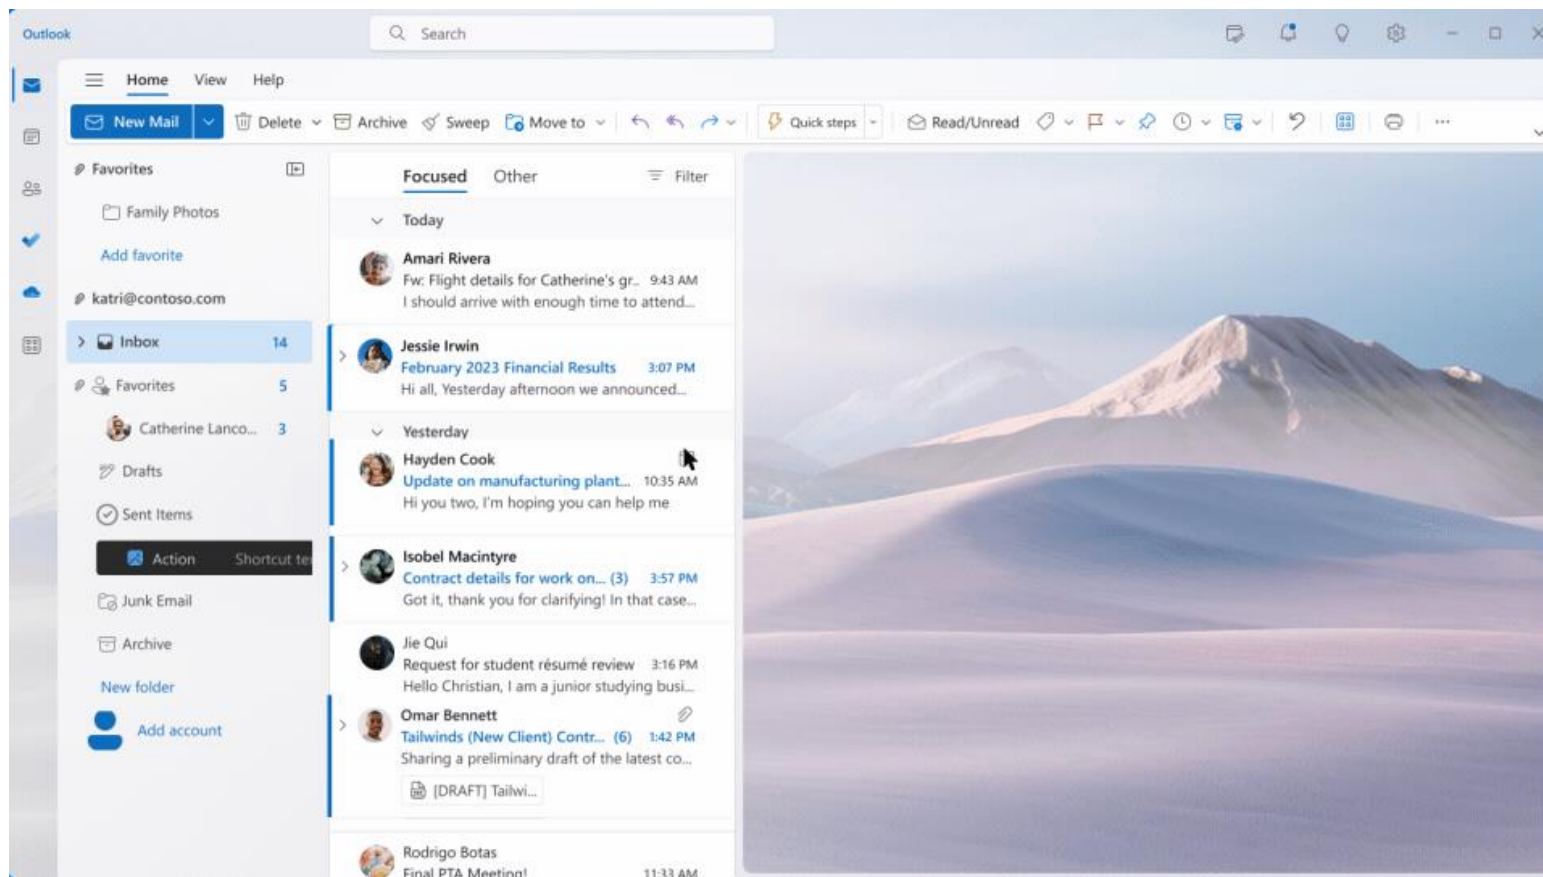 Outlook
Search
Home View Help
New Mail Delete Archive Sweep Move to Quick steps Read/Unread ...
Favorites
Family Photos
Add favorite
katri@contoso.com
Inbox 14
Favorites 5
Catherine Lanco... 3
Drafts
Sent Items
Action Shortcut
Junk Email
Archive
New folder
Add account
Focused Other Filter
Today
Amari Rivera
Fw: Flight details for Catherine's gr... 9:43 AM
I should arrive with enough time to attend...
Jessie Irwin
February 2023 Financial Results 3:07 PM
Hi all, Yesterday afternoon we announced...
Yesterday
Hayden Cook
Update on manufacturing plant... 10:35 AM
Hi you two, I'm hoping you can help me
Isobel Macintyre
Contract details for work on... (3) 3:57 PM
Got it, thank you for clarifying! In that case...
Jie Qui
Request for student résumé review 3:16 PM
Hello Christian, I am a junior studying busi...
Omar Bennett
Tailwinds (New Client) Contr... (6) 1:42 PM
Sharing a preliminary draft of the latest co...
[DRAFT] Tailwi...
Rodrigo Botas
Final PTA Meeting! 11:33 AM